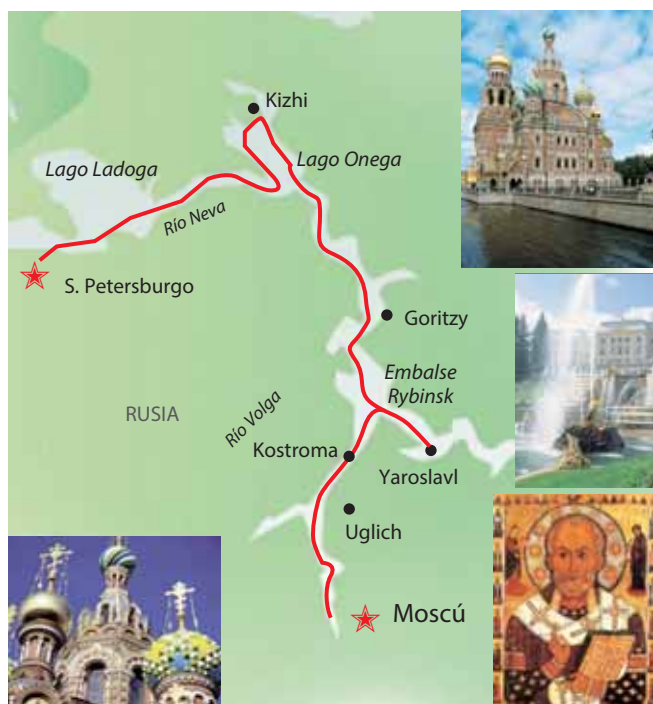 Kizhi
Lago Ladoga
Lago Onega
Río Neva
S. Petersburgo
Goritzy
Embalse
Rybinsk
RUSIA
Río Volga
Kostroma
Yaroslavl
Uglich
Moscú